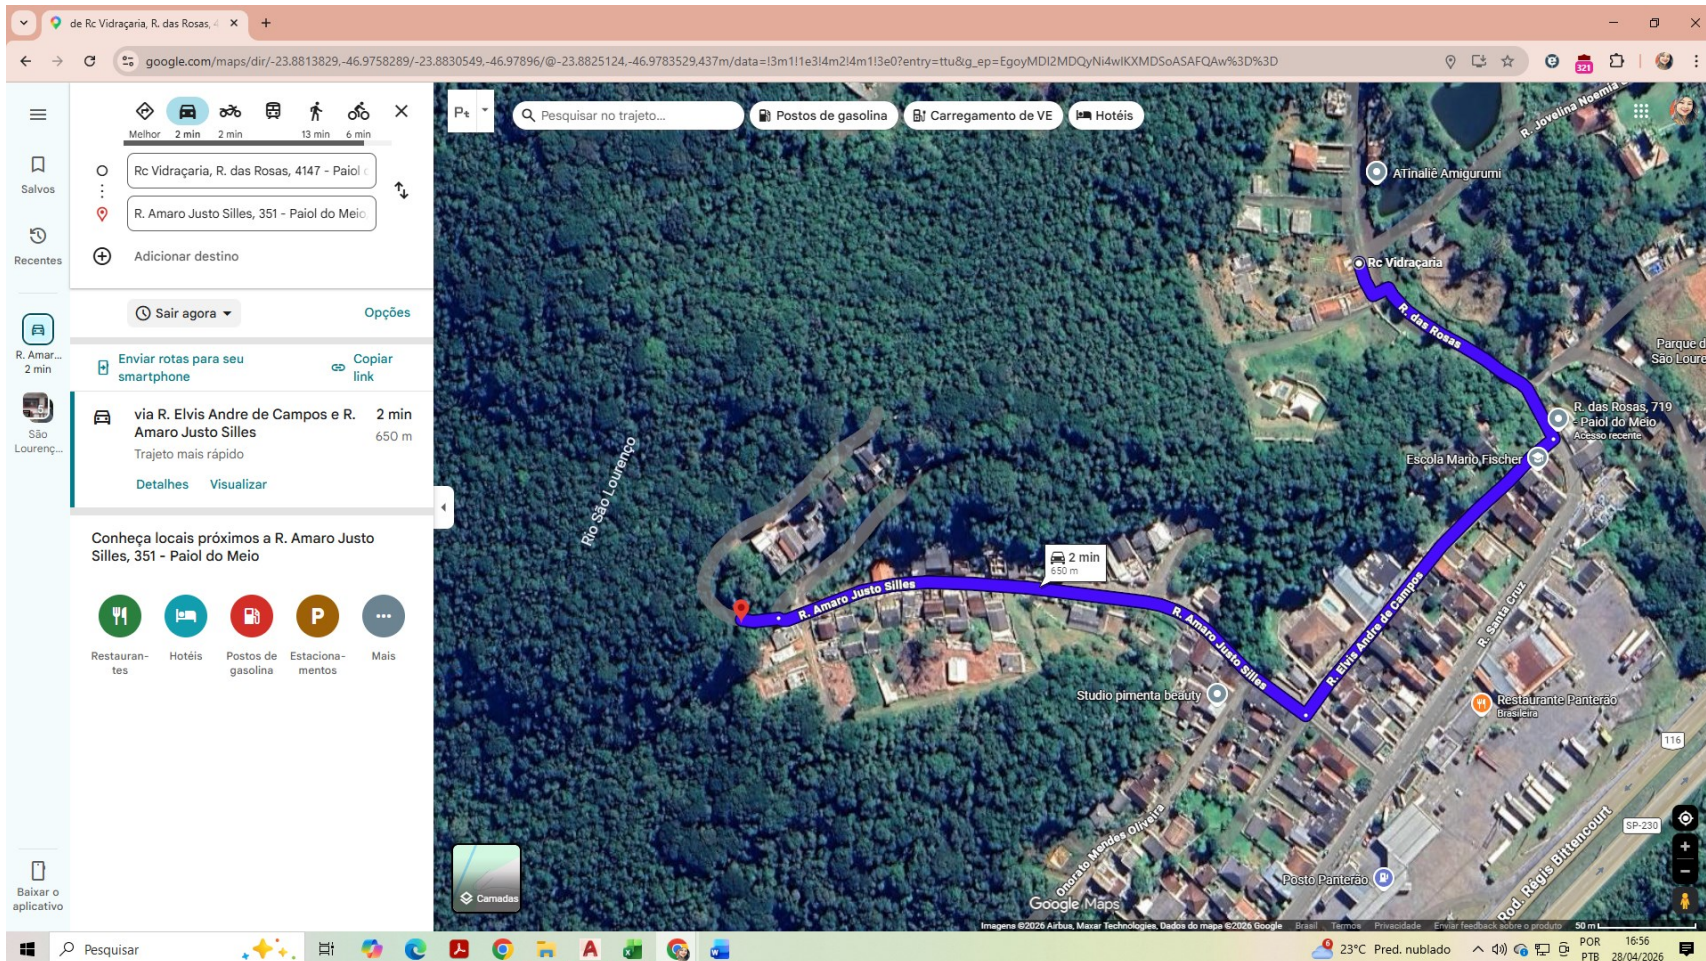 de Rc Vidraçaria, R. das Rosas, 4
google.com/maps/dir/-23.8813829,-46.9758289/-23.8830549,-46.97896/@-23.8825124,-46.9783529,437m/data=!3m1!1e3!4m2!4m1!3e0?entry=ttu&g_ep=EgoyMDI2MDQyNi4wIKXMDSoASAFQAw%3D%3D
321
Melhor
2 min
2 min
13 min
6 min
Salvos
Recentes
R. Amar...
2 min
São
Lourenç...
Baixar o
aplicativo
Rc Vidraçaria, R. das Rosas, 4147 - Paiol
R. Amaro Justo Silles, 351 - Paiol do Meio
Adicionar destino
Sair agora
Opções
Enviar rotas para seu
smartphone
Copiar
link
via R. Elvis Andre de Campos e R.
Amaro Justo Silles
2 min
650 m
Trajeto mais rápido
Detalhes
Visualizar
Conheça locais próximos a R. Amaro Justo
Silles, 351 - Paiol do Meio
Restauran-
tes
Hotéis
Postos de
gasolina
Estaciona-
mentos
Mais
Pesquisar no trajeto...
Postos de gasolina
Carregamento de VE
Hotéis
R. Jovelina Noemia
ATinaliê Amigurumi
Rc Vidraçaria
R. das Rosas
Parque d
São Loure
R. das Rosas, 719
- Paiol do Meio
Acesso recente
Escola Mario Fischer
Rio São Lourenço
2 min
650 m
R. Amaro Justo Silles
R. Amaro Justo Silles
R. Elvis Andre de Campos
R. Santa Cruz
Studio pimenta beauty
Restaurante Panterão
Brasileira
116
SP-230
Onorato Mendes Oliveira
Posto Panterão
Rod. Régis Bittencourt
Camadas
Google Maps
Imagens ©2026 Airbus, Maxar Technologies, Dados do mapa ©2026 Google
Brasil
Termos
Privacidade
Enviar feedback sobre o produto
50 m
Pesquisar
23°C Pred. nublado
POR
PTB
16:56
28/04/2026